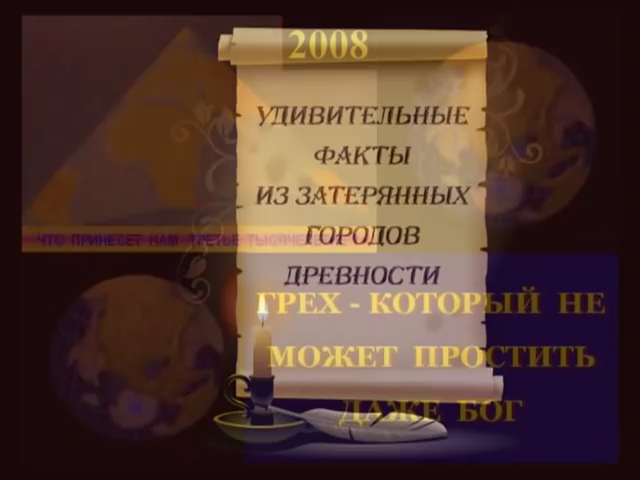 2008
УДИВИТЕЛЬНЫЕ
ФАКТЫ
ИЗ ЗАТЕРЯННЫХ
ГОРОДОВ
ДРЕВНОСТИ
ЧТО ПРИНЕСЕТ НАМ ТРЕТЬЕ ТЫСЯЧЕЛЕТИЕ
ГРЕХ - КОТОРЫЙ НЕ
МОЖЕТ ПРОСТИТЬ
ДАЖЕ БОГ